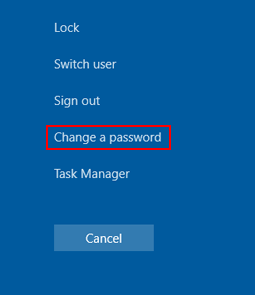 Lock
Switch user
Sign out
Change a password
Task Manager
Cancel